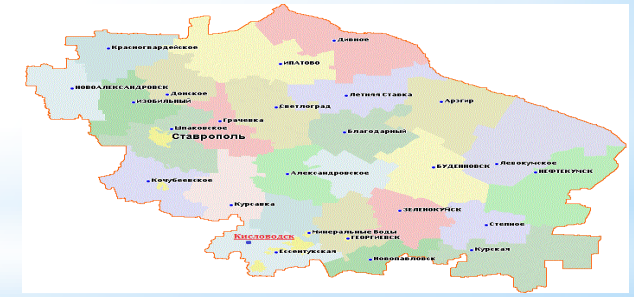 Дивное
Красногвардейское
ИПАТОВО
НОВОАЛЕКСАНДРОВСК
Донское
Летняя Ставка
ИЗОБИЛЬНЫЙ
Арзгир
Светлоград
Грачевка
Шпаковское
Благодарный
Ставрополь
Левокумское
БУДЕННОВСК
НЕФТЕКУМСК
Александровское
Кочубеевское
Курсавка
ЗЕЛЕНОКУМСК
Степное
Минеральные Воды
Кисловодск
ГЕОРГИЕВСК
Курская
Ессентукская
Новопавловск